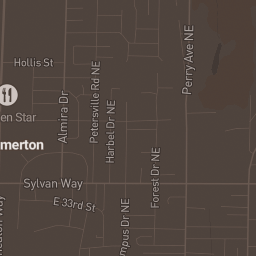 Hollis St
Perry Ave NE
en Star
Almira Dr
Petersville Rd NE
Harbel Dr NE
merton
Forest Dr NE
Sylvan Way
E 33rd St
mpus Dr NE